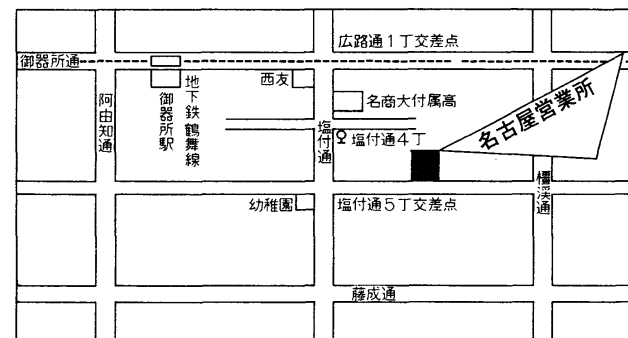 広路通1丁交差点
御器所通
西友
名古屋営業所
地下鉄鶴舞線
御器所駅
阿由知通
名商大付属高
塩付通
塩付通4丁
檀渓通
幼稚園
塩付通5丁交差点
藤成通